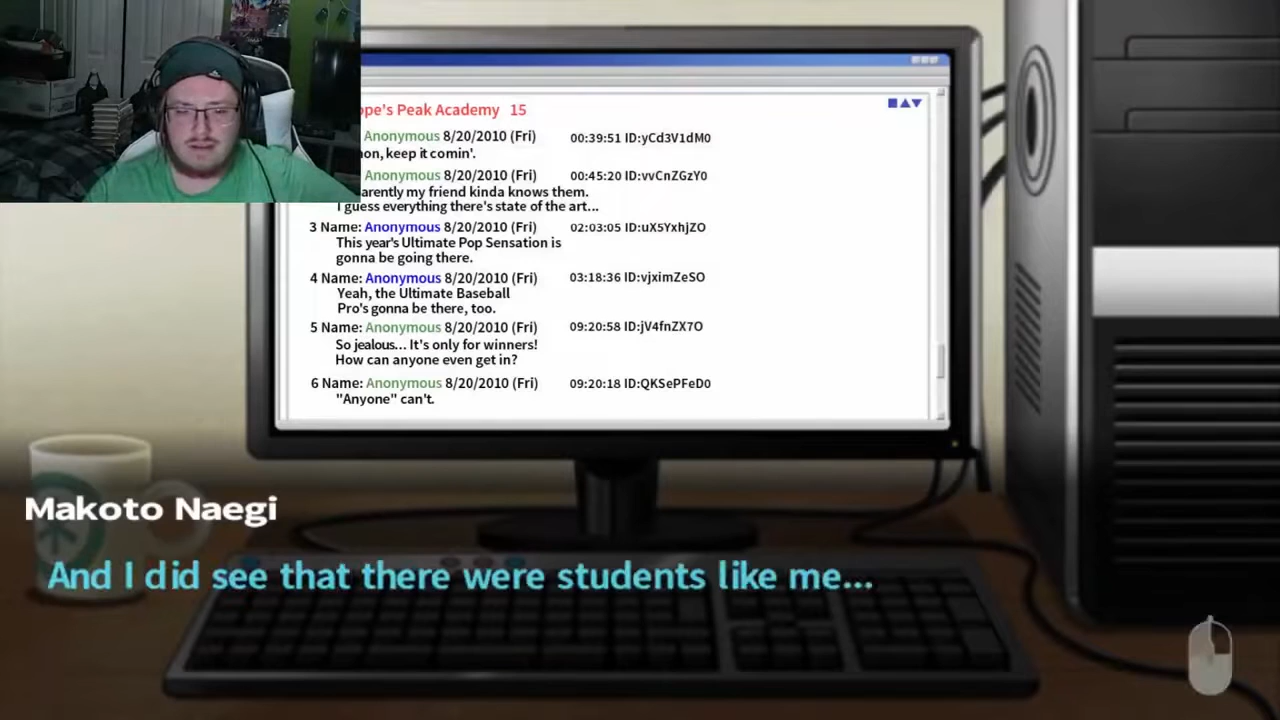 ope's Peak Academy 15
Anonymous 8/20/2010 (Fri) 00:39:51 ID:yCd3V1dM0
on, keep it comin'.
Anonymous 8/20/2010 (Fri) 00:45:20 ID:vvCnZGzY0
arently my friend kinda knows them.
I guess everything there's state of the art...
3 Name: Anonymous 8/20/2010 (Fri) 02:03:05 ID:uX5YxhjZO
This year's Ultimate Pop Sensation is
gonna be going there.
4 Name: Anonymous 8/20/2010 (Fri) 03:18:36 ID:vjximZeSO
Yeah, the Ultimate Baseball
Pro's gonna be there, too.
5 Name: Anonymous 8/20/2010 (Fri) 09:20:58 ID:jV4fnZX7O
So jealous... It's only for winners!
How can anyone even get in?
6 Name: Anonymous 8/20/2010 (Fri) 09:20:18 ID:QKSePFeD0
"Anyone" can't.
Makoto Naegi
And I did see that there were students like me...